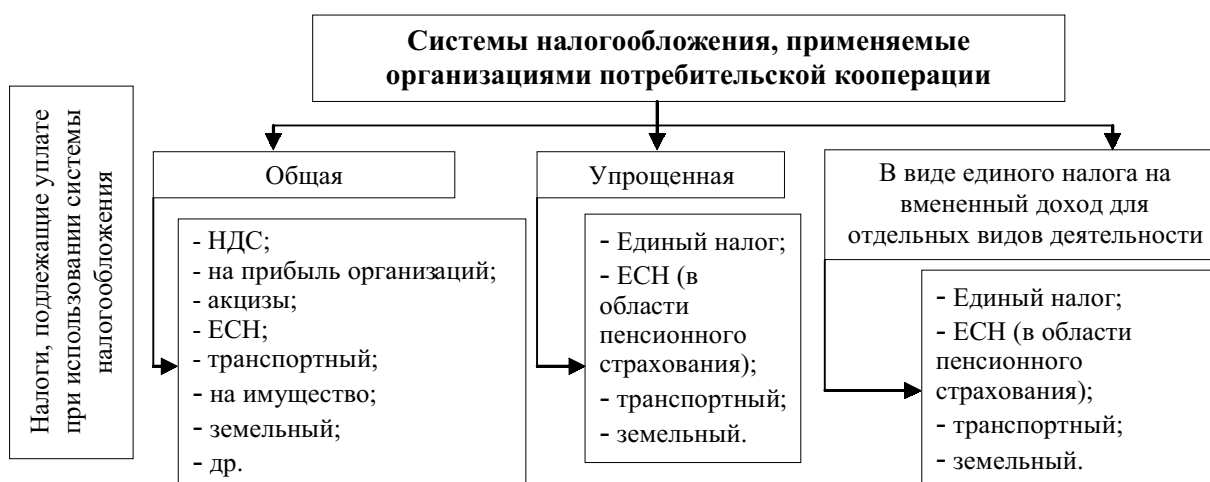 Системы налогообложения, применяемые
организациями потребительской кооперации
Налоги, подлежащие уплате
при использовании системы
налогообложения
Общая
- НДС;
- на прибыль организаций;
- акцизы;
- ЕСН;
- транспортный;
- на имущество;
- земельный;
- др.
Упрощенная
- Единый налог;
- ЕСН (в
области
пенсионного
страхования);
- транспортный;
- земельный.
В виде единого налога на
вмененный доход для
отдельных видов деятельности
- Единый налог;
- ЕСН (в области
пенсионного
страхования);
- транспортный;
- земельный.